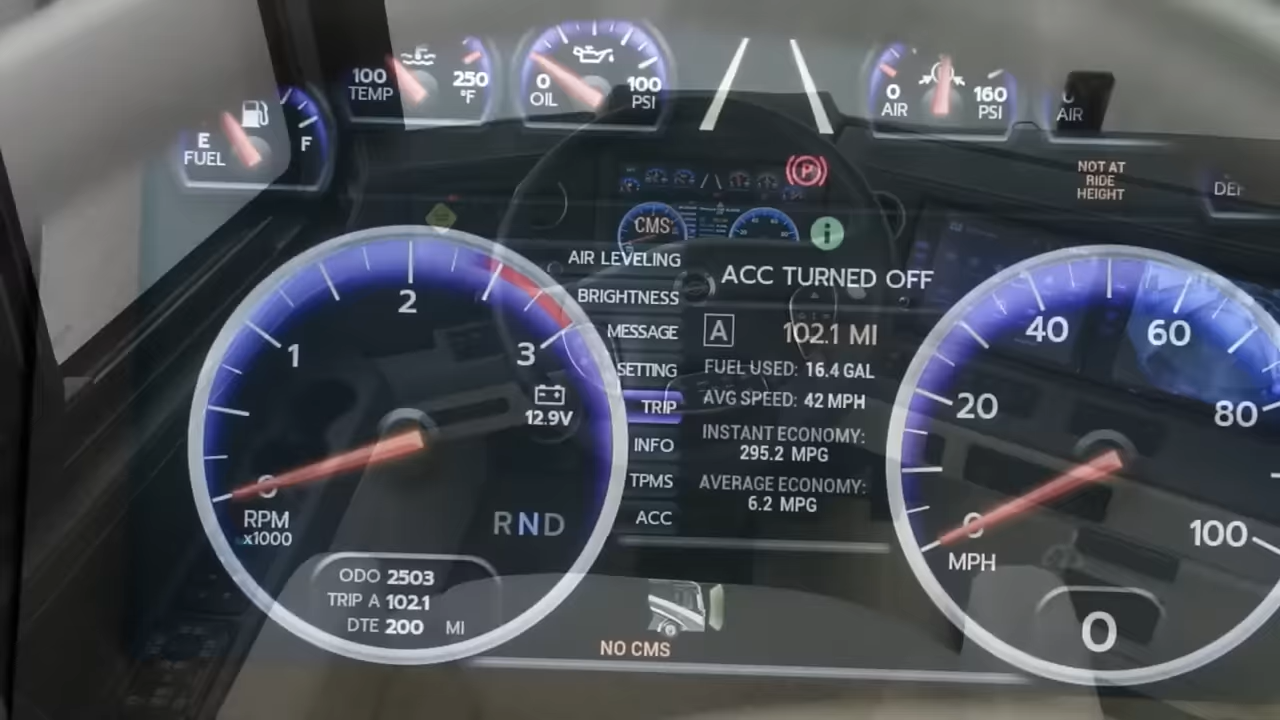 100
TEMP
250
°F
0
OIL
100
PSI
0
AIR
160
PSI
AIR
E
FUEL
F
NOT AT
RIDE
HEIGHT
P
i
CMS
AIR LEVELING
BRIGHTNESS
MESSAGE
SETTING
TRIP
INFO
TPMS
ACC
ACC TURNED OFF
A 102.1 MI
FUEL USED: 16.4 GAL
AVG SPEED: 42 MPH
INSTANT ECONOMY:
295.2 MPG
AVERAGE ECONOMY:
6.2 MPG
0
1
2
3
12.9V
RPM
x1000
RND
ODO 2503
TRIP A 102.1
DTE 200 MI
0
20
40
60
80
100
MPH
0
NO CMS